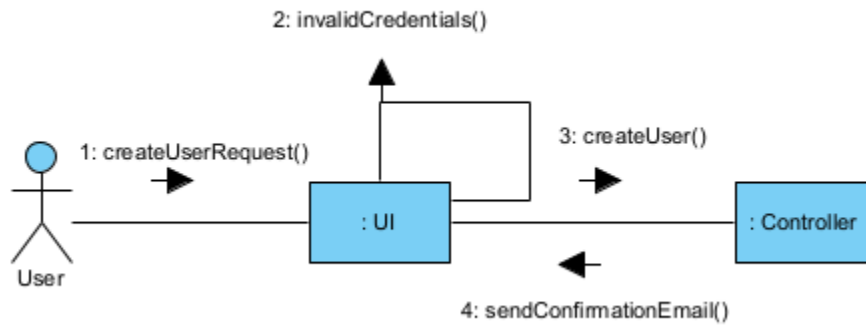 2: invalidCredentials()
1: createUserRequest()
3: createUser()
: UI
: Controller
User
4: sendConfirmationEmail()